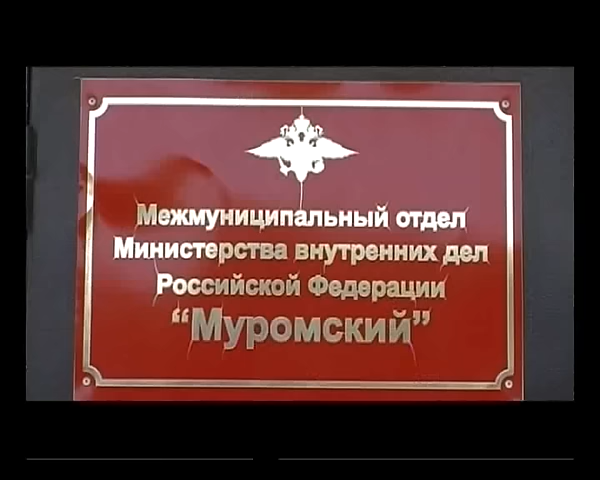 Межмуниципальный отдел
Министерства внутренних дел
Российской Федерации
“Муромский”